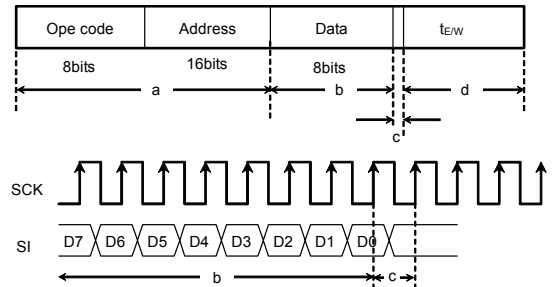 Ope code Address Data tE/W
8bits 16bits 8bits
a b d
c
SCK
SI D7 D6 D5 D4 D3 D2 D1 D0
b c